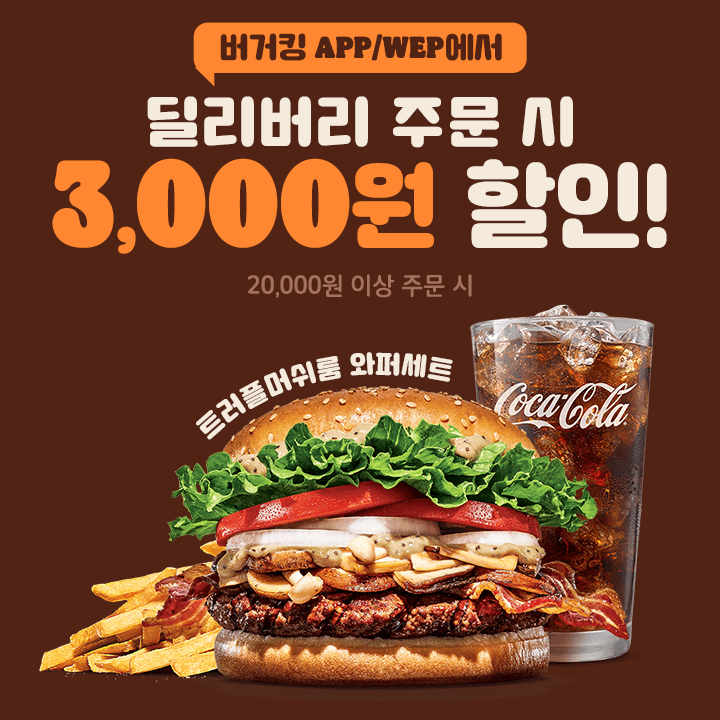 버거킹 APP/WEP에서
딜리버리 주문 시
3,000원 할인!
20,000원 이상 주문 시
트러플머쉬룸 와퍼세트
Coca-Cola